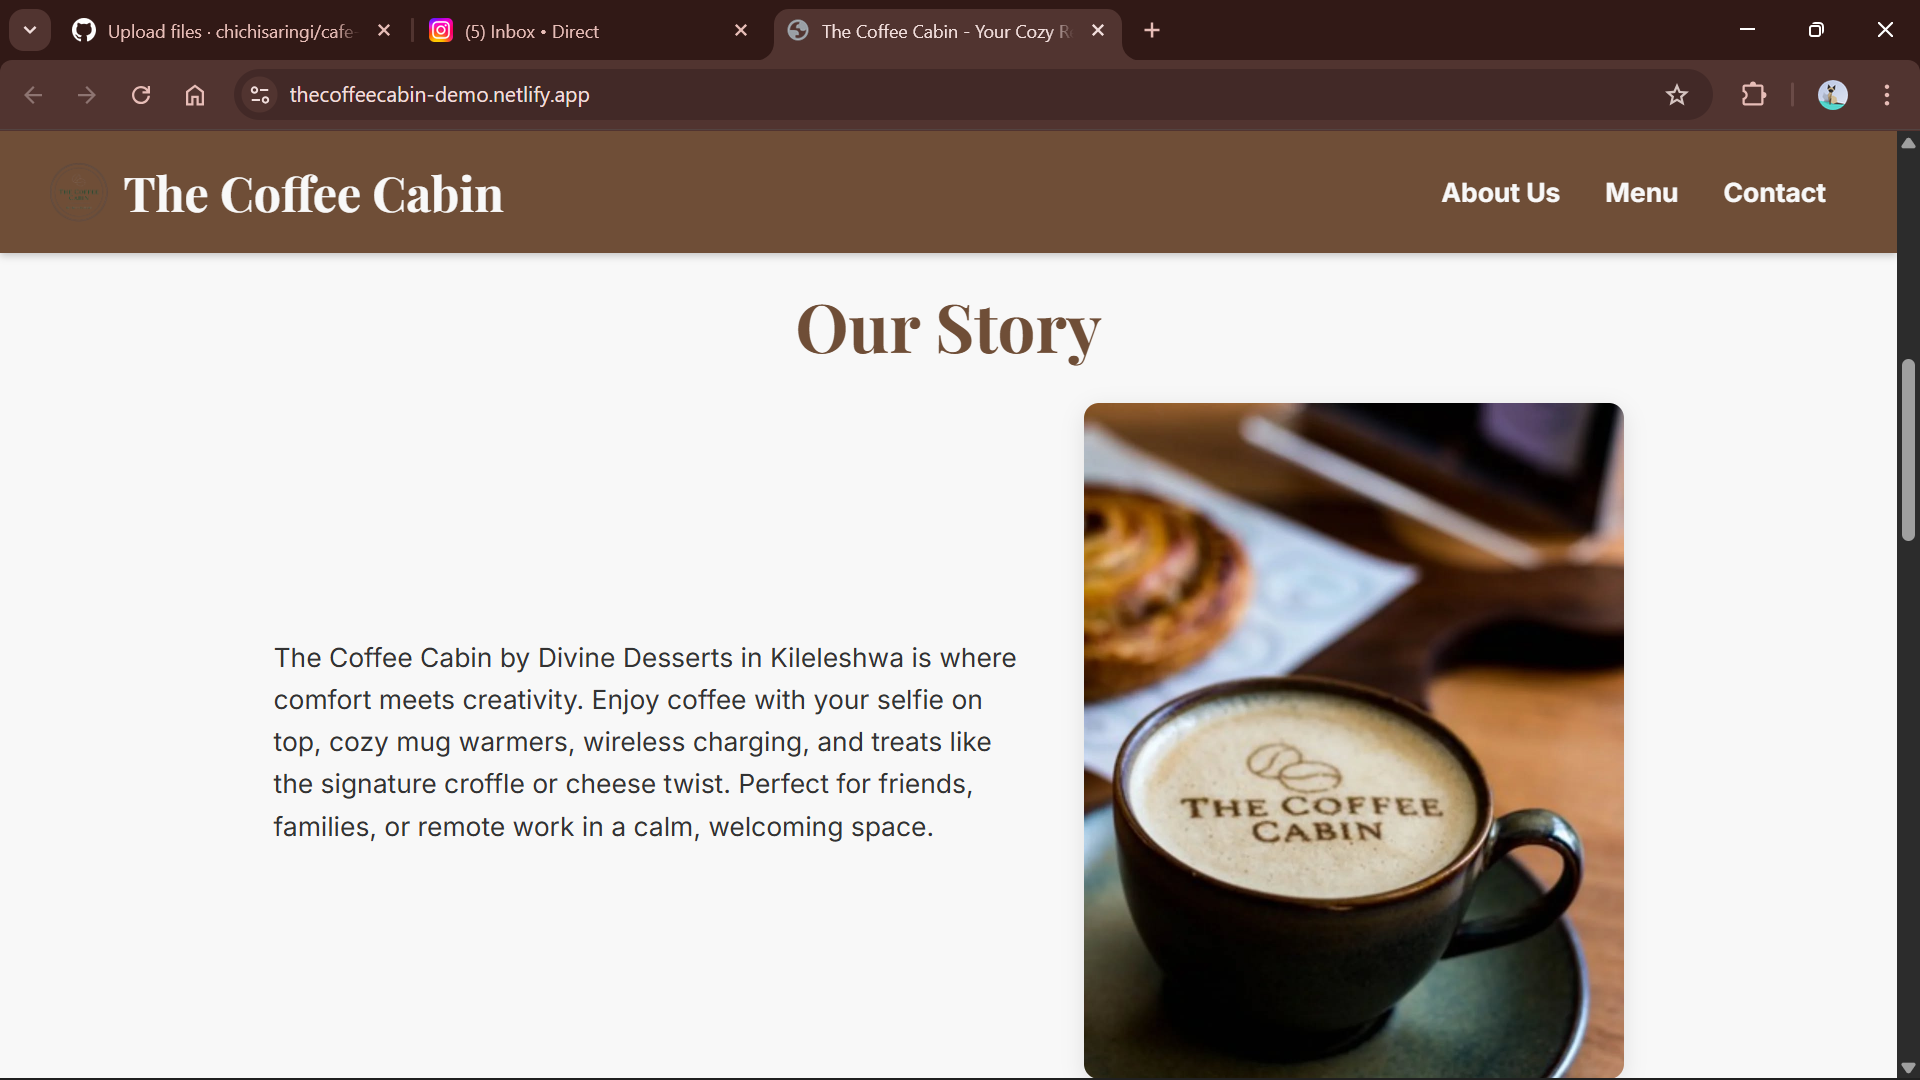 Upload files · chichisaringi/cafe-
(5) Inbox • Direct
The Coffee Cabin - Your Cozy R
thecoffeecabin-demo.netlify.app
The Coffee Cabin
About Us
Menu
Contact
Our Story
The Coffee Cabin by Divine Desserts in Kileleshwa is where
comfort meets creativity. Enjoy coffee with your selfie on
top, cozy mug warmers, wireless charging, and treats like
the signature croffle or cheese twist. Perfect for friends,
families, or remote work in a calm, welcoming space.
THE COFFEE
CABIN